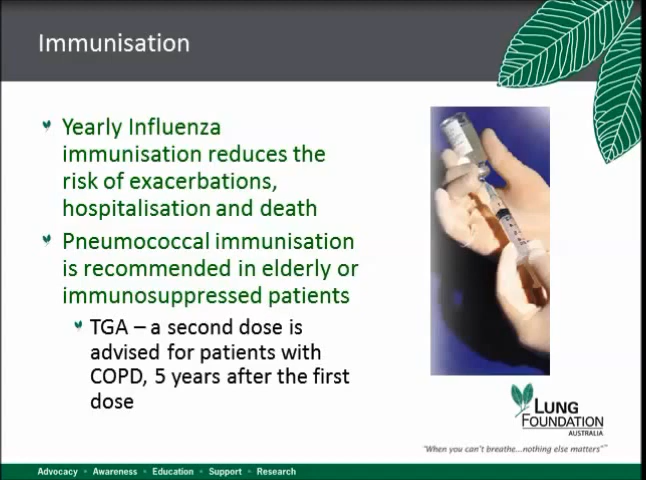 Immunisation
Yearly Influenza
immunisation reduces the
risk of exacerbations,
hospitalisation and death
Pneumococcal immunisation
is recommended in elderly or
immunosuppressed patients
TGA – a second dose is
advised for patients with
COPD, 5 years after the first
dose
LUNG
FOUNDATION
AUSTRALIA
"When you can't breathe...nothing else matters"™
Advocacy • Awareness • Education • Support • Research